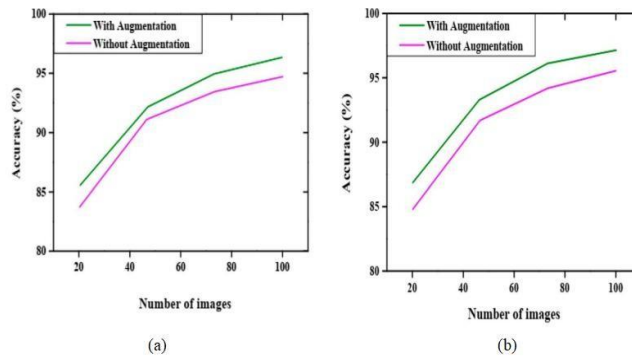 With Augmentation
Without Augmentation
Accuracy (%)
100
95
90
85
80
20 40 60 80 100
Number of images
(a)
With Augmentation
Without Augmentation
Accuracy (%)
100
95
90
85
80
20 40 60 80 100
Number of images
(b)